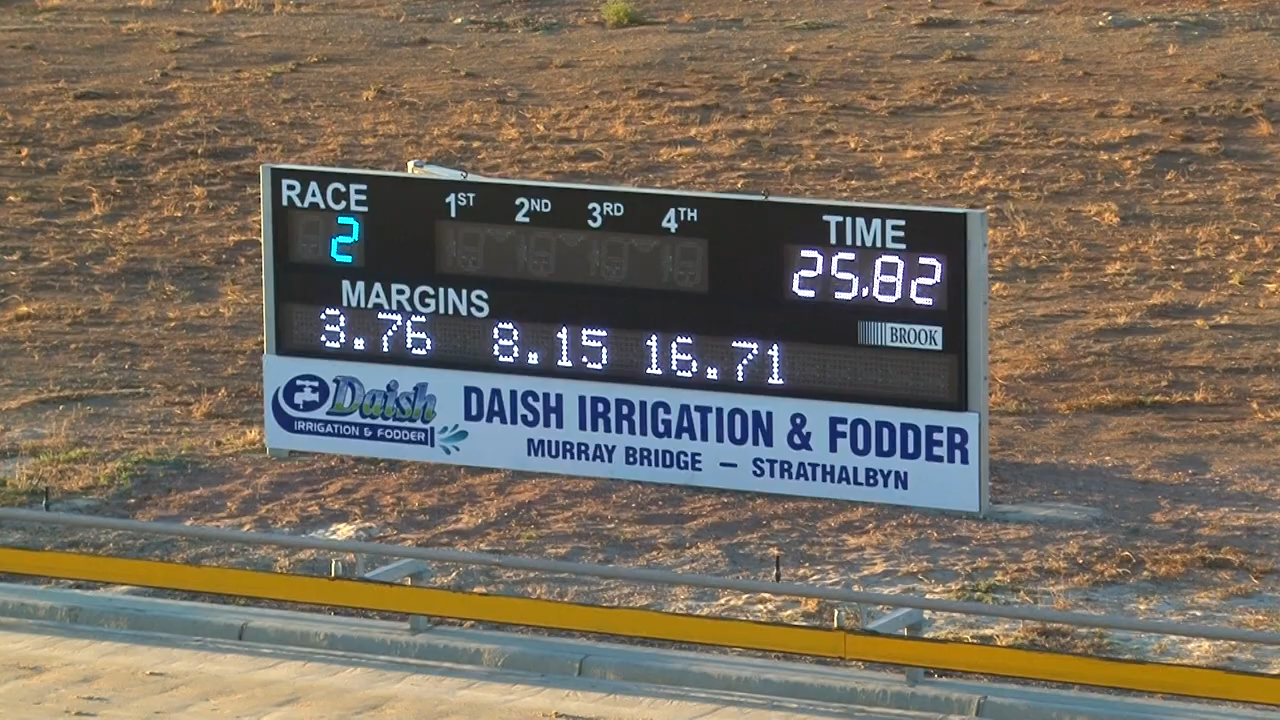 RACE 1ST 2ND 3RD 4TH TIME
2 25.82
MARGINS
BROOK
3.76 8.15 16.71
Daish
IRRIGATION & FODDER
DAISH IRRIGATION & FODDER
MURRAY BRIDGE – STRATHALBYN